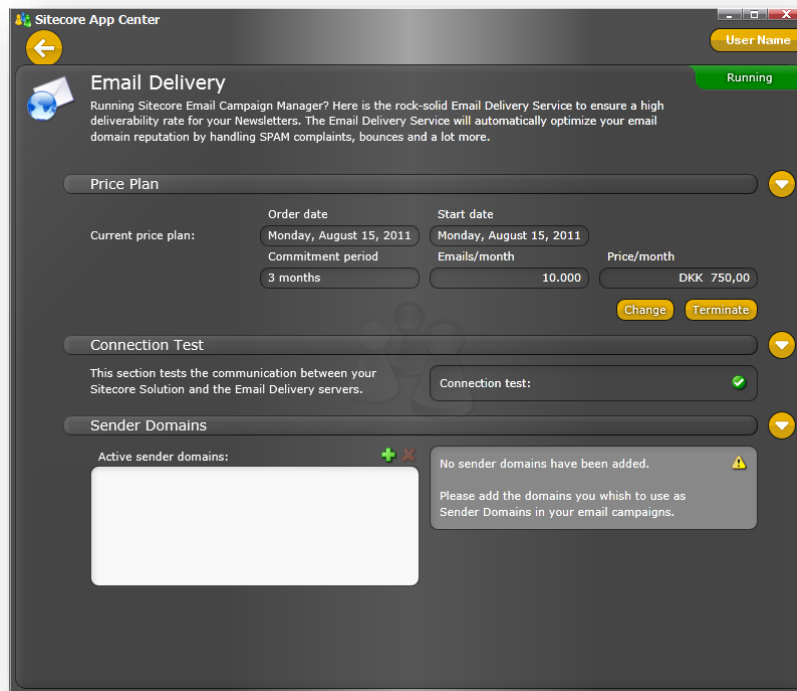 Sitecore App Center
User Name
Email Delivery
Running
Running Sitecore Email Campaign Manager? Here is the rock-solid Email Delivery Service to ensure a high
deliverability rate for your Newsletters. The Email Delivery Service will automatically optimize your email
domain reputation by handling SPAM complaints, bounces and a lot more.
Price Plan
Order date Start date
Current price plan: Monday, August 15, 2011 Monday, August 15, 2011
Commitment period Emails/month Price/month
3 months 10.000 DKK 750,00
Change Terminate
Connection Test
This section tests the communication between your
Sitecore Solution and the Email Delivery servers.
Connection test:
Sender Domains
Active sender domains:
No sender domains have been added.
Please add the domains you whish to use as
Sender Domains in your email campaigns.